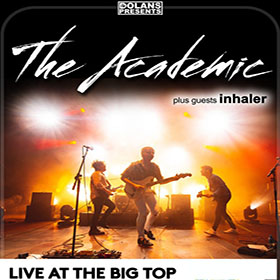 DOLANS
PRESENTS
The Academic
plus guests inhaler
LIVE AT THE BIG TOP